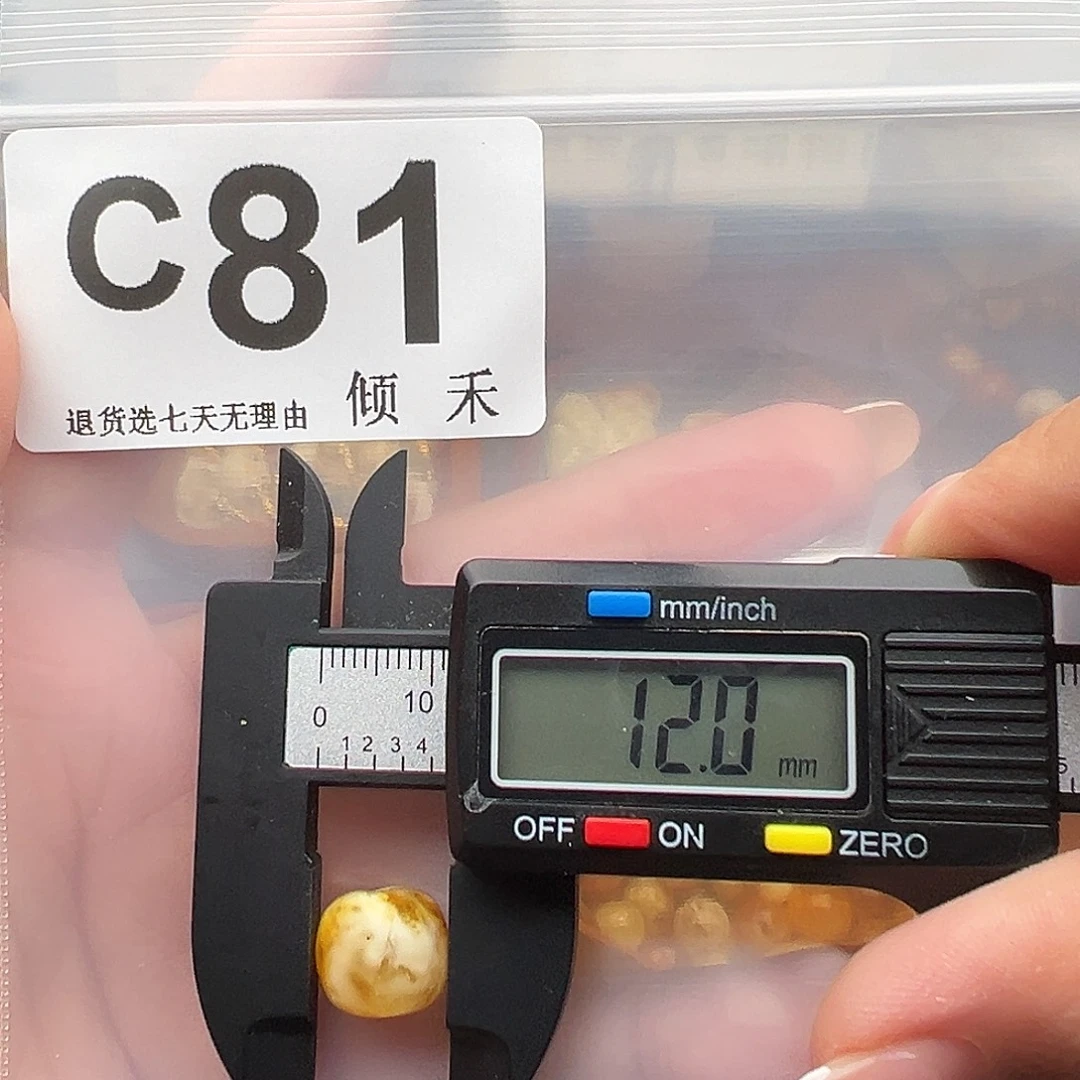 C81
退货选七天无理由 倾 禾
mm/inch
0 10
1 2 3 4
12.0 mm
5
OFF ON ZERO